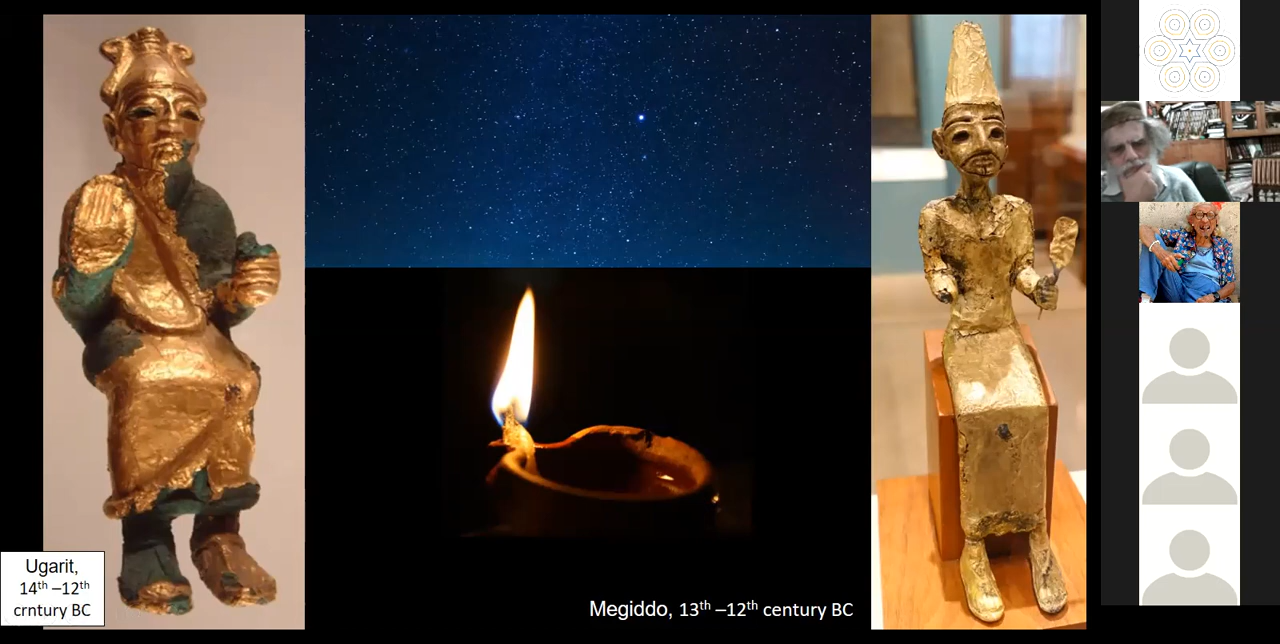 Ugarit,
14th –12th
crntury BC
Megiddo, 13th –12th century BC